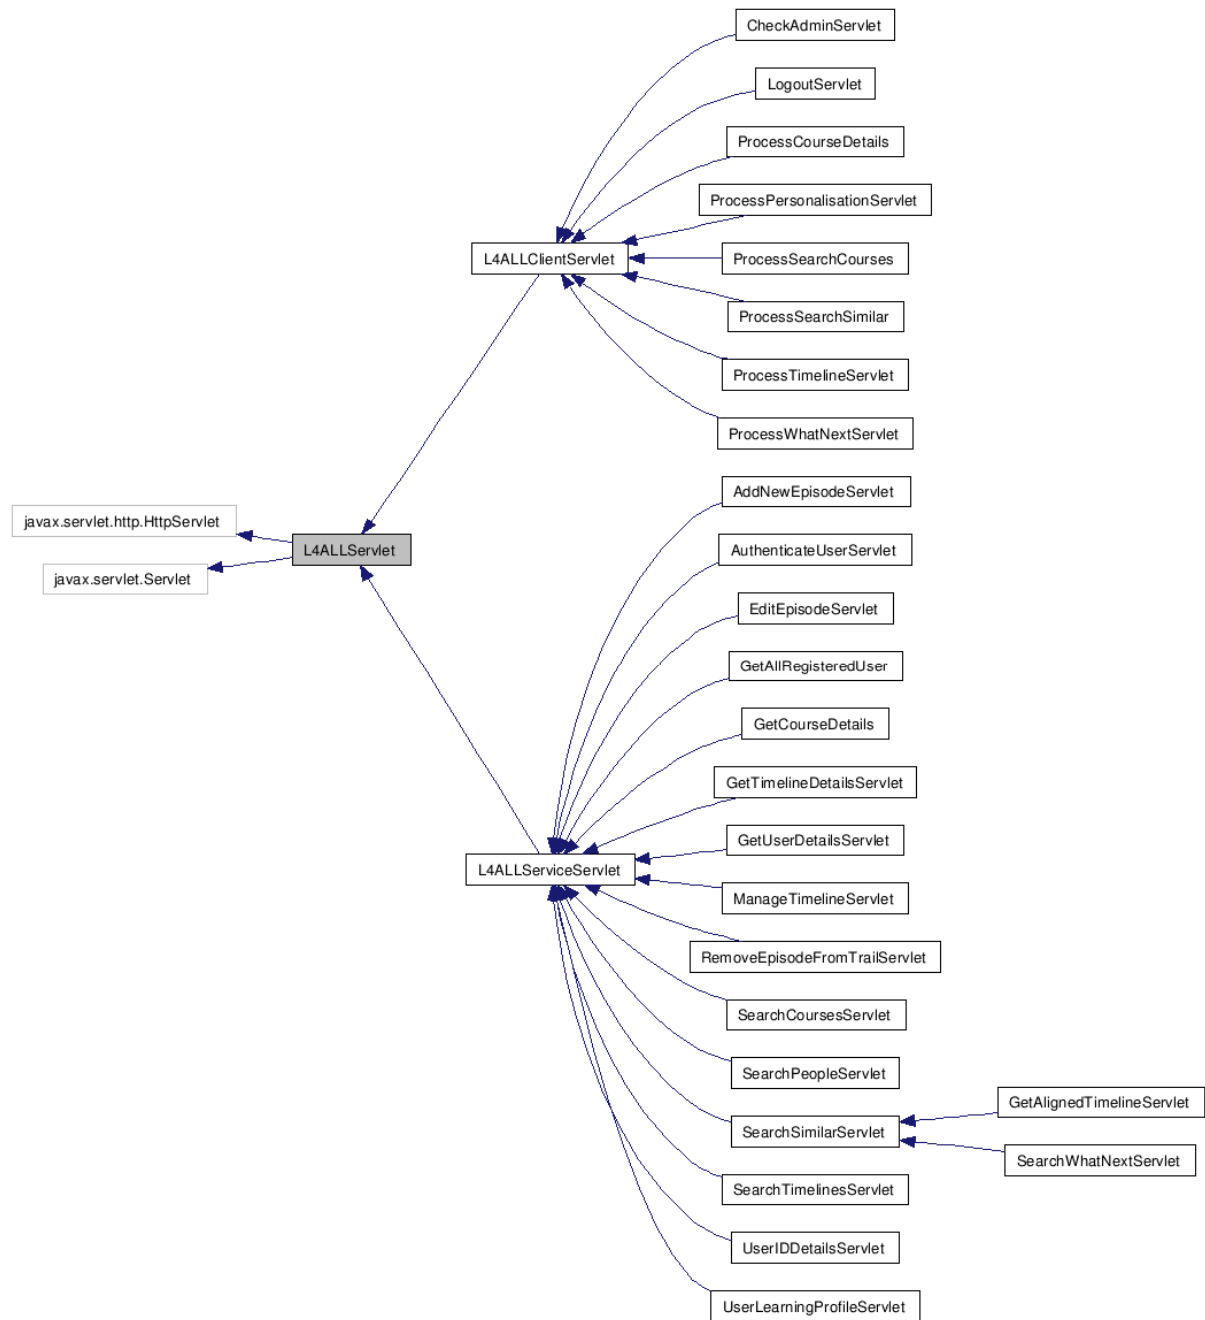 CheckAdminServlet
LogoutServlet
ProcessCourseDetails
ProcessPersonalisationServlet
L4ALLClientServlet
ProcessSearchCourses
ProcessSearchSimilar
ProcessTimelineServlet
ProcessWhatNextServlet
AddNewEpisodeServlet
javax.servlet.http.HttpServlet
L4ALLServlet
AuthenticateUserServlet
javax.servlet.Servlet
EditEpisodeServlet
GetAllRegisteredUser
GetCourseDetails
GetTimelineDetailsServlet
GetUserDetailsServlet
L4ALLServiceServlet
ManageTimelineServlet
RemoveEpisodeFromTrailServlet
SearchCoursesServlet
SearchPeopleServlet
GetAlignedTimelineServlet
SearchSimilarServlet
SearchWhatNextServlet
SearchTimelinesServlet
UserIDDetailsServlet
UserLearningProfileServlet